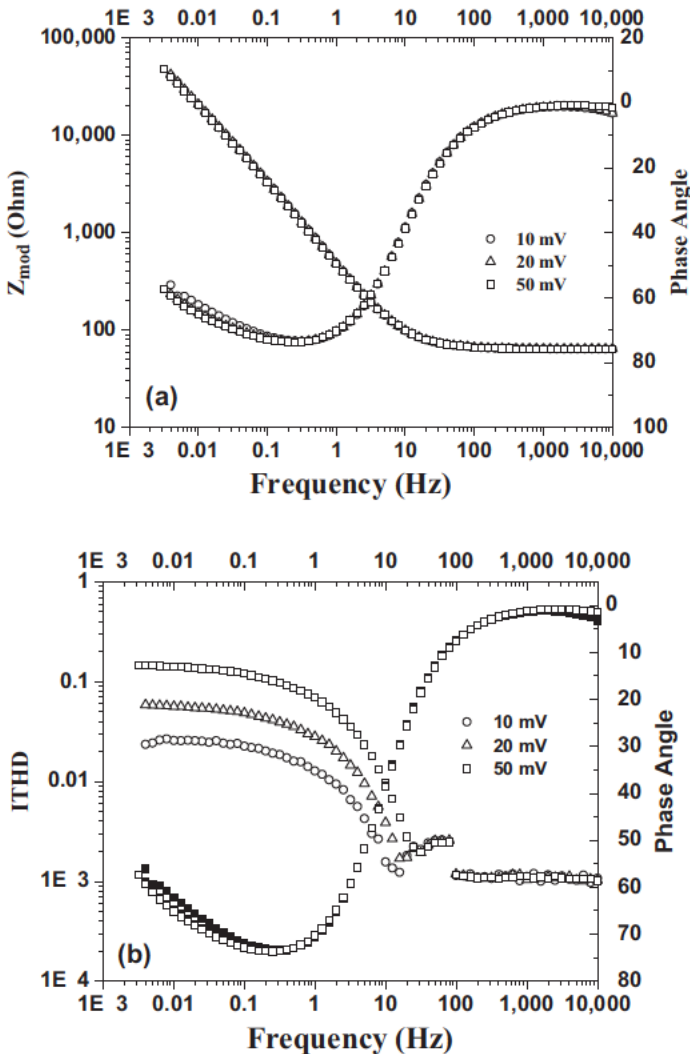 1E 3 0.01 0.1 1 10 100 1,000 10,000
100,000 20
10,000 0
20
1,000 40
10 mV
20 mV
50 mV
60
100 80
10 100
Z_mod (Ohm)
Phase Angle
(a)
1E 3 0.01 0.1 1 10 100 1,000 10,000
Frequency (Hz)
1E 3 0.01 0.1 1 10 100 1,000 10,000
1 0
10
0.1 20
10 mV
20 mV
50 mV
30
0.01 40
50
1E 3 60
70
1E 4 80
ITHD
Phase Angle
(b)
1E 3 0.01 0.1 1 10 100 1,000 10,000
Frequency (Hz)